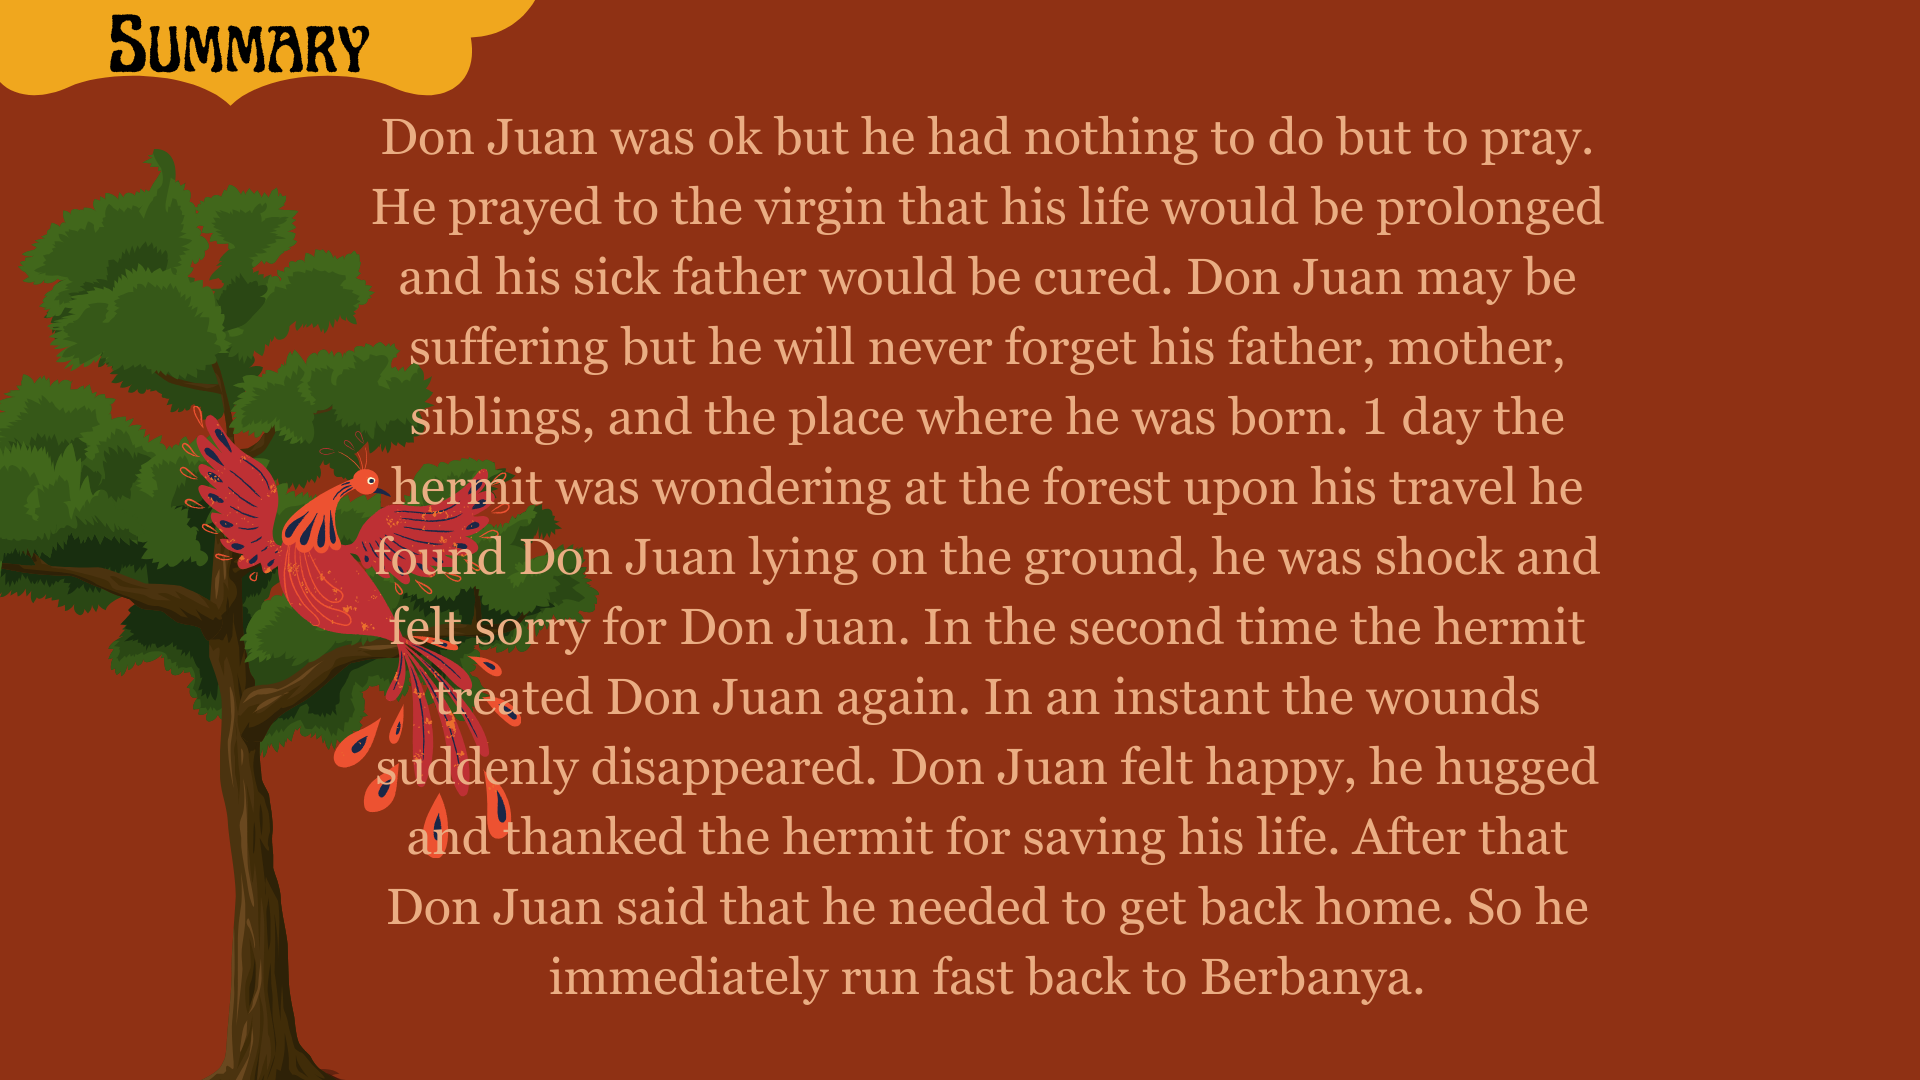 Summary
Don Juan was ok but he had nothing to do but to pray.
He prayed to the virgin that his life would be prolonged
and his sick father would be cured. Don Juan may be
suffering but he will never forget his father, mother,
siblings, and the place where he was born. 1 day the
hermit was wondering at the forest upon his travel he
found Don Juan lying on the ground, he was shock and
felt sorry for Don Juan. In the second time the hermit
treated Don Juan again. In an instant the wounds
suddenly disappeared. Don Juan felt happy, he hugged
and thanked the hermit for saving his life. After that
Don Juan said that he needed to get back home. So he
immediately run fast back to Berbanya.